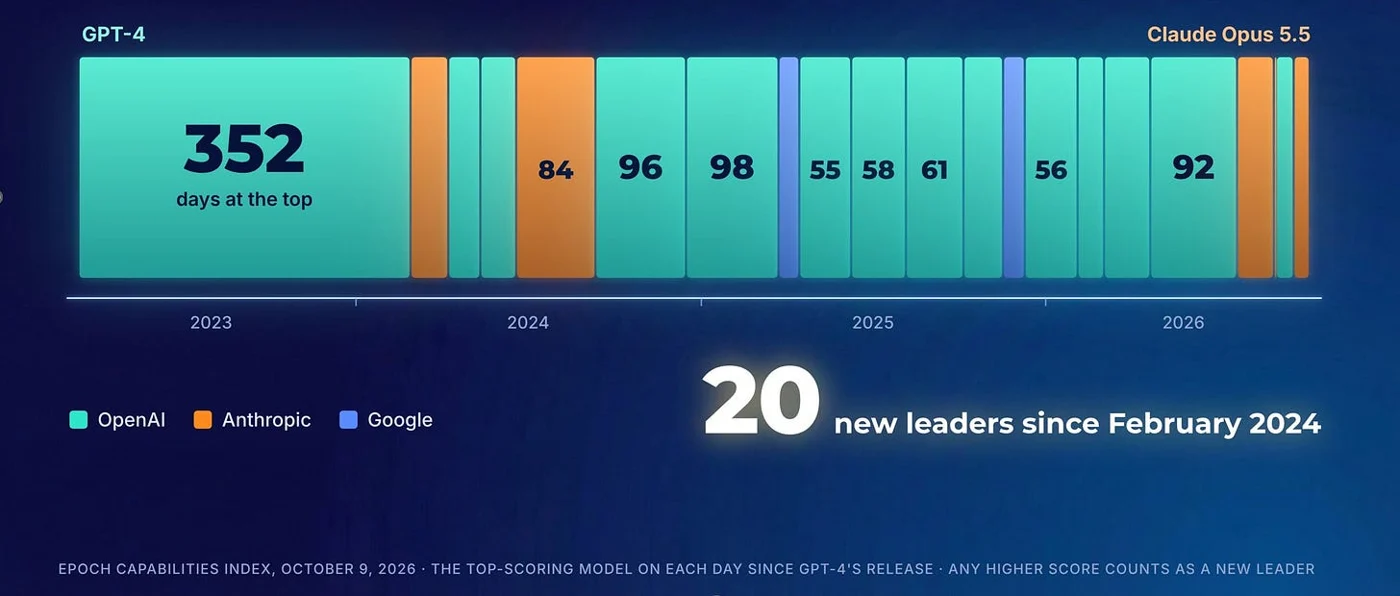 GPT-4
Claude Opus 5.5
352
days at the top
84
96
98
55
58
61
56
92
2023
2024
2025
2026
20 new leaders since February 2024
OpenAI
Anthropic
Google
EPOCH CAPABILITIES INDEX, OCTOBER 9, 2026 · THE TOP-SCORING MODEL ON EACH DAY SINCE GPT-4'S RELEASE · ANY HIGHER SCORE COUNTS AS A NEW LEADER